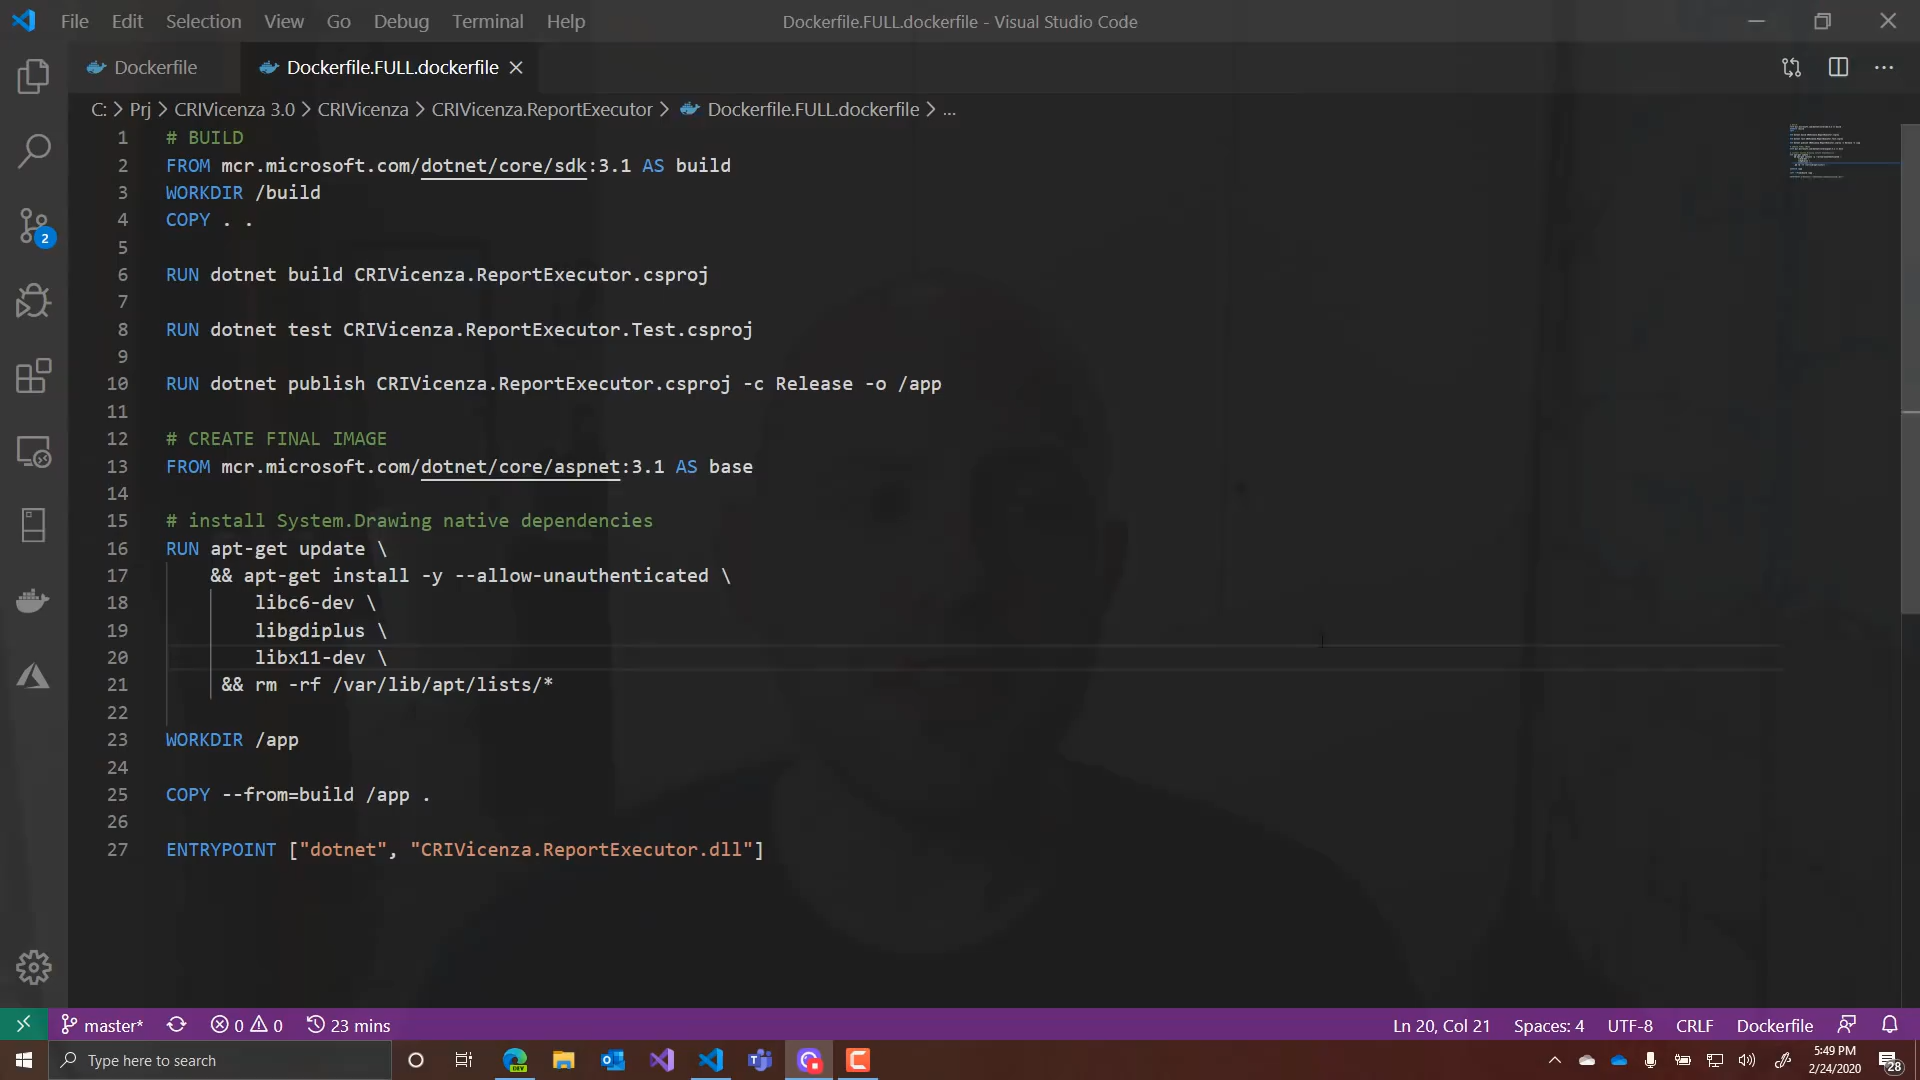 File Edit Selection View Go Debug Terminal Help
Dockerfile.FULL.dockerfile - Visual Studio Code
Dockerfile
Dockerfile.FULL.dockerfile
C: > Prj > CRIVicenza 3.0 > CRIVicenza > CRIVicenza.ReportExecutor > Dockerfile.FULL.dockerfile > ...
1 # BUILD
2 FROM mcr.microsoft.com/dotnet/core/sdk:3.1 AS build
3 WORKDIR /build
4 COPY . .
5
6 RUN dotnet build CRIVicenza.ReportExecutor.csproj
7
8 RUN dotnet test CRIVicenza.ReportExecutor.Test.csproj
9
10 RUN dotnet publish CRIVicenza.ReportExecutor.csproj -c Release -o /app
11
12 # CREATE FINAL IMAGE
13 FROM mcr.microsoft.com/dotnet/core/aspnet:3.1 AS base
14
15 # install System.Drawing native dependencies
16 RUN apt-get update \
17 && apt-get install -y --allow-unauthenticated \
18 libc6-dev \
19 libgdiplus \
20 libx11-dev \
21 && rm -rf /var/lib/apt/lists/*
22
23 WORKDIR /app
24
25 COPY --from=build /app .
26
27 ENTRYPOINT ["dotnet", "CRIVicenza.ReportExecutor.dll"]
2
master* 0 0 23 mins
Ln 20, Col 21 Spaces: 4 UTF-8 CRLF Dockerfile
Type here to search
DEV
5:49 PM
2/24/2020
28